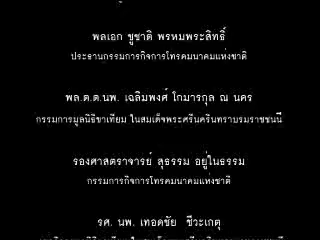 พลเอก ชูชาติ พรหมพระสิทธิ์
ประธานกรรมการกิจการโทรคมนาคมแห่งชาติ
พล.ต.ต.นพ. เฉลิมพงศ์ โกมารกุล ณ นคร
กรรมการมูลนิธิขาเทียม ในสมเด็จพระศรีนครินทราบรมราชชนนี
รองศาสตราจารย์ สุธรรม อยู่ในธรรม
กรรมการกิจการโทรคมนาคมแห่งชาติ
รศ. นพ. เทอดชัย ชีวะเกตุ